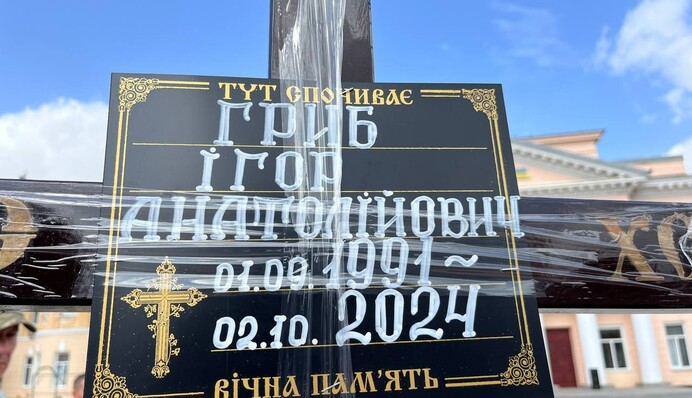 ТУТ СПОЧИВАЄ
ГРИБ
ІГОР
АНАТОЛІЙОВИЧ
01.09.1991~
02.10.2024
ВІЧНА ПАМ'ЯТЬ